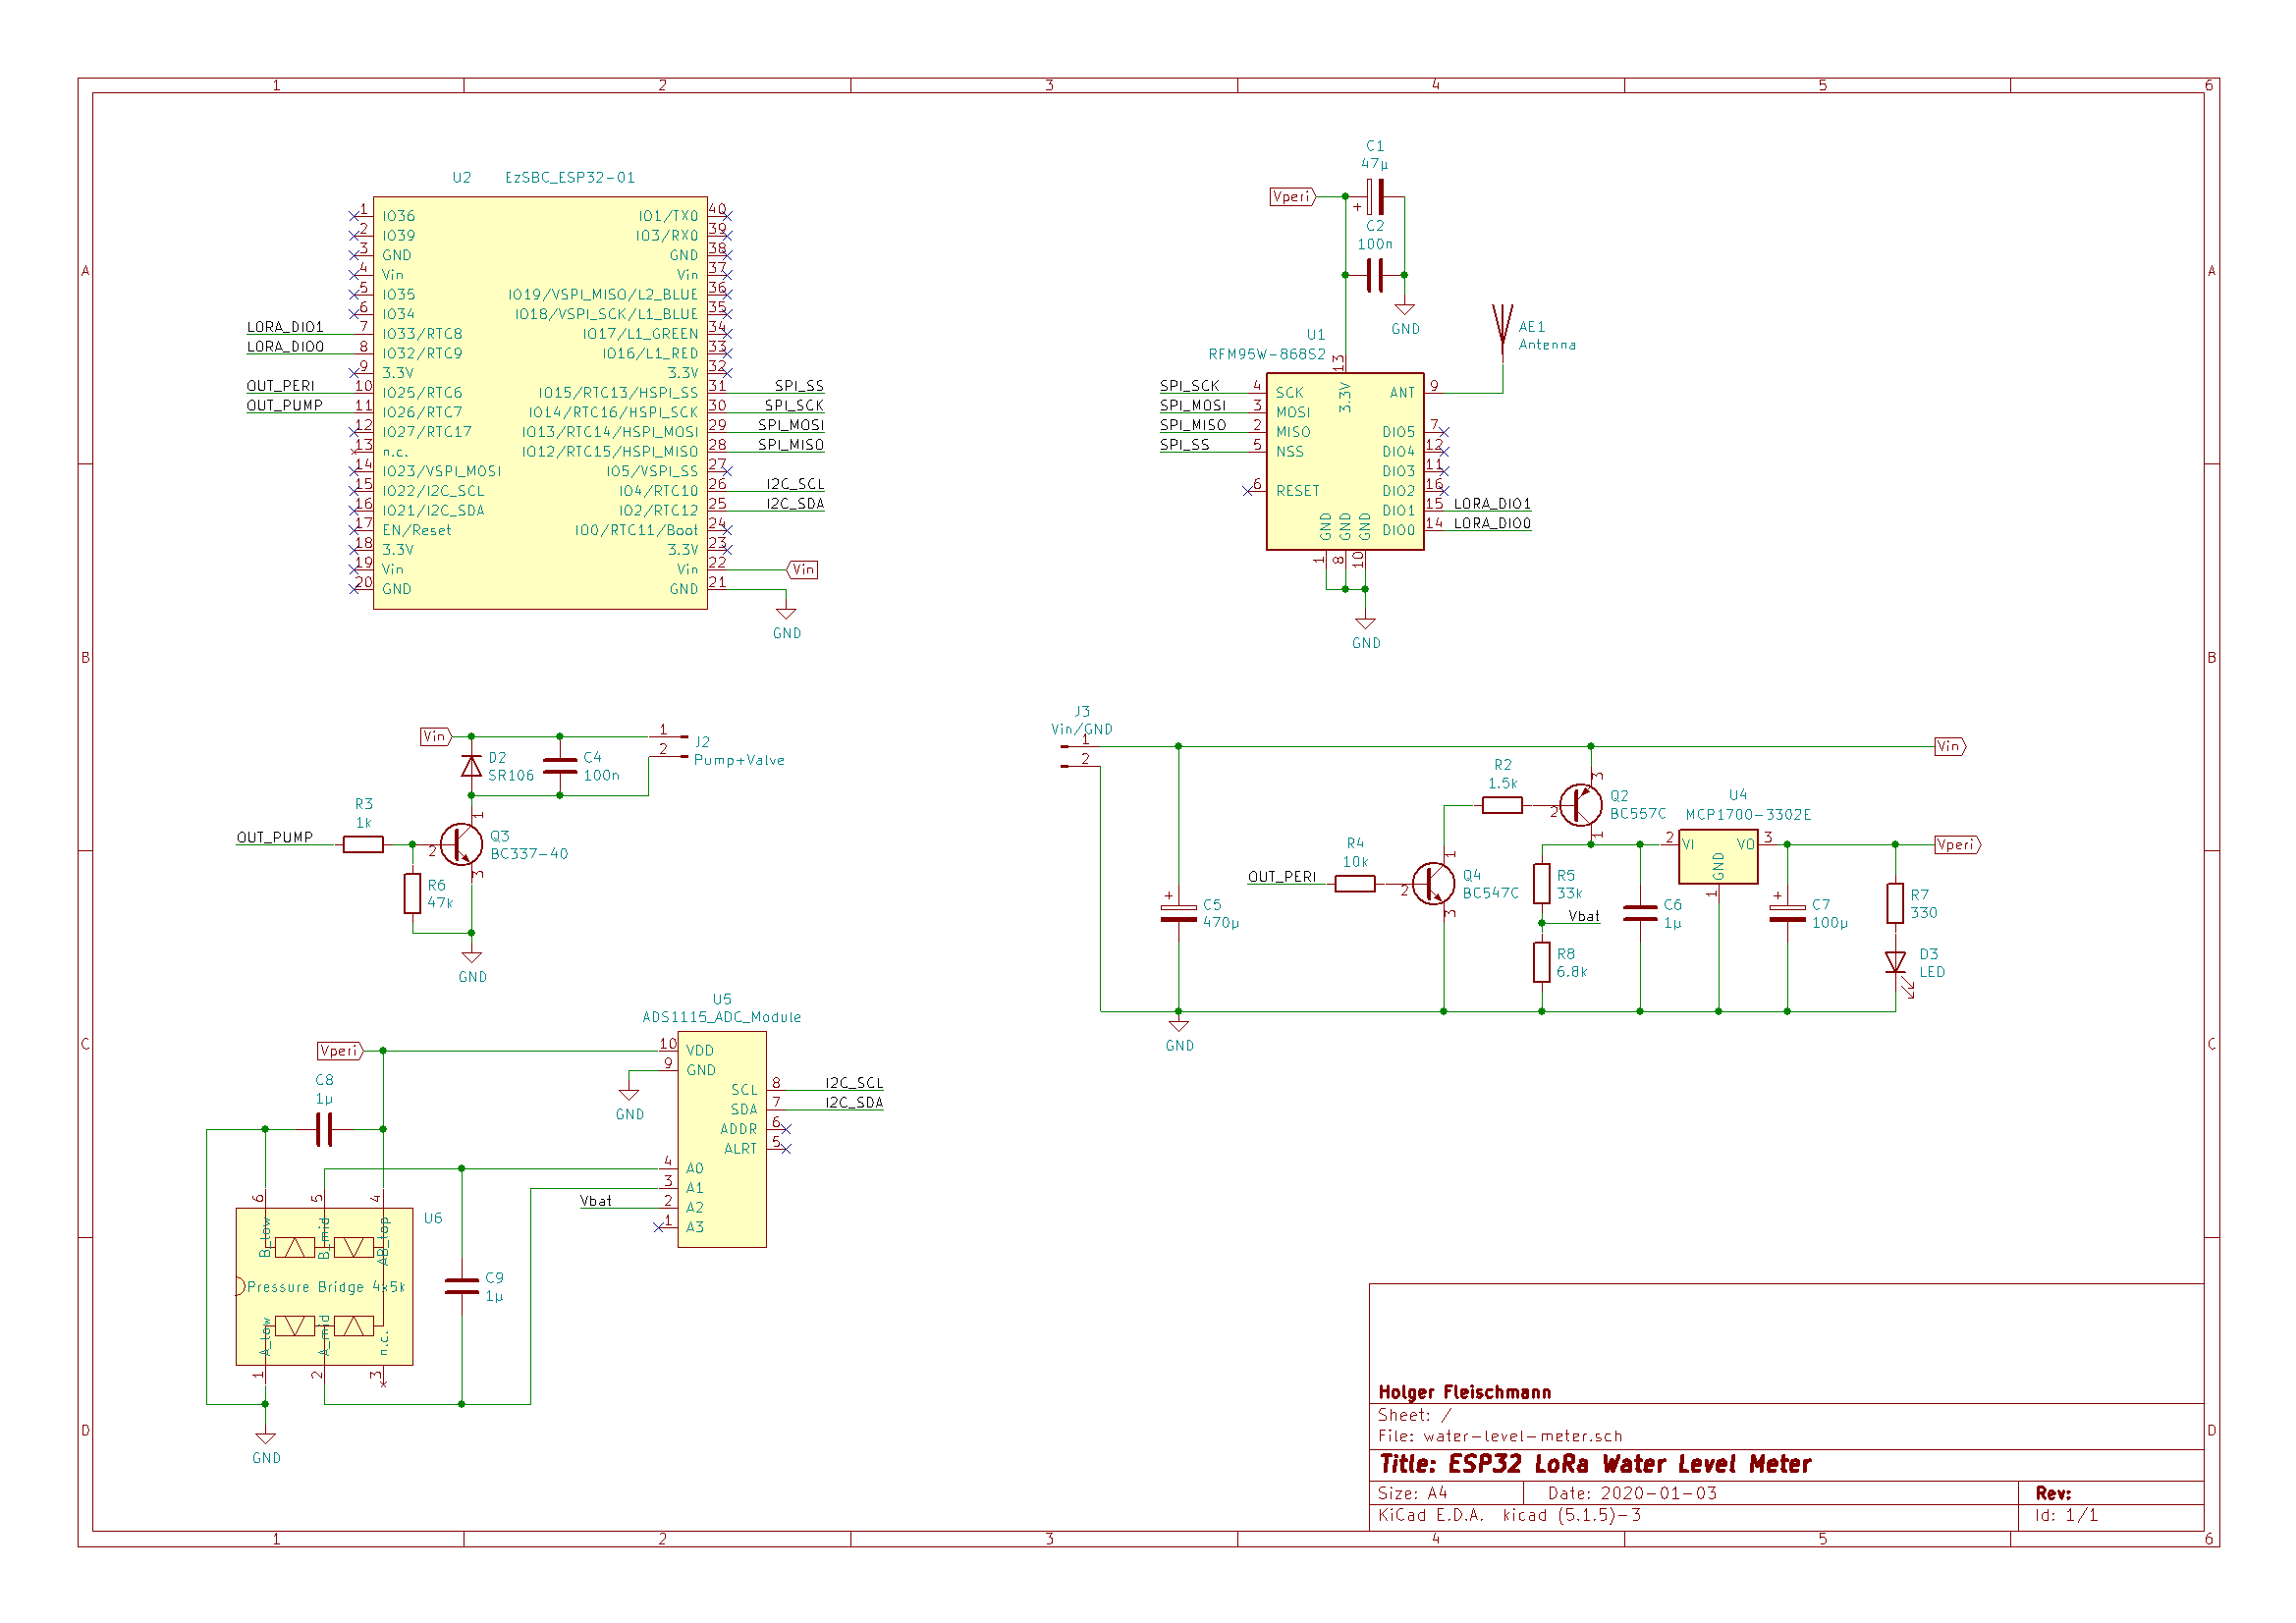 1 2 3 4 5 6
A
B
C
D
A
B
C
D
1 2 3 4 5 6
U2 EzSBC_ESP32-01
1 IO36
2 IO39
3 GND
4 Vin
5 IO35
6 IO34
LORA_DIO1 7 IO33/RTC8
LORA_DIO0 8 IO32/RTC9
9 3.3V
OUT_PERI 10 IO25/RTC6
OUT_PUMP 11 IO26/RTC7
12 IO27/RTC17
13 n.c.
14 IO23/VSPI_MOSI
15 IO22/I2C_SCL
16 IO21/I2C_SDA
17 EN/Reset
18 3.3V
19 Vin
20 GND
IO1/TX0 40
IO3/RX0 39
GND 38
Vin 37
IO19/VSPI_MISO/L2_BLUE 36
IO18/VSPI_SCK/L1_BLUE 35
IO17/L1_GREEN 34
IO16/L1_RED 33
3.3V 32
IO15/RTC13/HSPI_SS 31 SPI_SS
IO14/RTC16/HSPI_SCK 30 SPI_SCK
IO13/RTC14/HSPI_MOSI 29 SPI_MOSI
IO12/RTC15/HSPI_MISO 28 SPI_MISO
IO5/VSPI_SS 27
IO4/RTC10 26 I2C_SCL
IO2/RTC12 25 I2C_SDA
IO0/RTC11/Boot 24
3.3V 23
Vin 22 Vin
GND 21
GND
C1
47µ
Vperi
+
C2
100n
GND
AE1
Antenna
U1
RFM95W-868S2
13
3.3V
SPI_SCK 4 SCK
SPI_MOSI 3 MOSI
SPI_MISO 2 MISO
SPI_SS 5 NSS
6 RESET
ANT 9
DIO5 7
DIO4 12
DIO3 11
DIO2 16
DIO1 15 LORA_DIO1
DIO0 14 LORA_DIO0
GND GND GND
1 8 10
GND
Vin
1
2
J2
Pump+Valve
D2
SR106
C4
100n
R3
1k
OUT_PUMP
1
2
3
Q3
BC337-40
R6
47k
GND
J3
Vin/GND
1
2
Vin
R2
1.5k
3
2
1
Q2
BC557C
U4
MCP1700-3302E
2 VI VO 3
GND
1
Vperi
R4
10k
OUT_PERI
1
2
3
Q4
BC547C
R5
33k
Vbat
R8
6.8k
+
C5
470µ
C6
1µ
+
C7
100µ
R7
330
D3
LED
GND
U5
ADS1115_ADC_Module
Vperi
10 VDD
9 GND
GND
SCL 8 I2C_SCL
SDA 7 I2C_SDA
ADDR 6
ALRT 5
4 A0
3 A1
Vbat 2 A2
1 A3
C8
1µ
6 5 4
U6
B_low B_mid AB_top
Pressure Bridge 4x5k
A_low A_mid n.c.
1 2 3
C9
1µ
GND
Holger Fleischmann
Sheet: /
File: water-level-meter.sch
Title: ESP32 LoRa Water Level Meter
Size: A4 Date: 2020-01-03 Rev:
KiCad E.D.A. kicad (5.1.5)-3 Id: 1/1